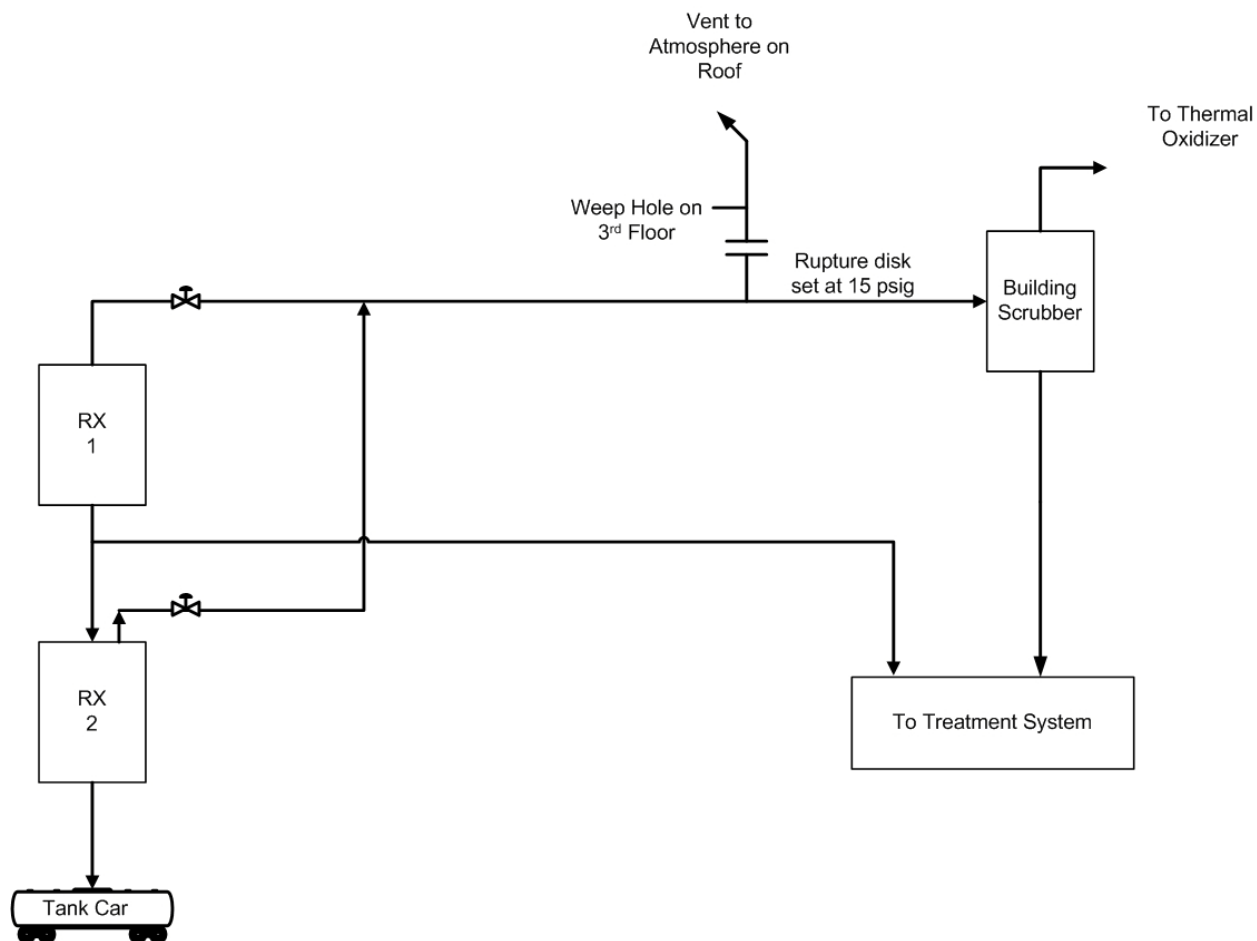 Vent to
Atmosphere on
Roof
To Thermal
Oxidizer
Weep Hole on
3rd Floor
Rupture disk
set at 15 psig
Building
Scrubber
RX
1
RX
2
To Treatment System
Tank Car